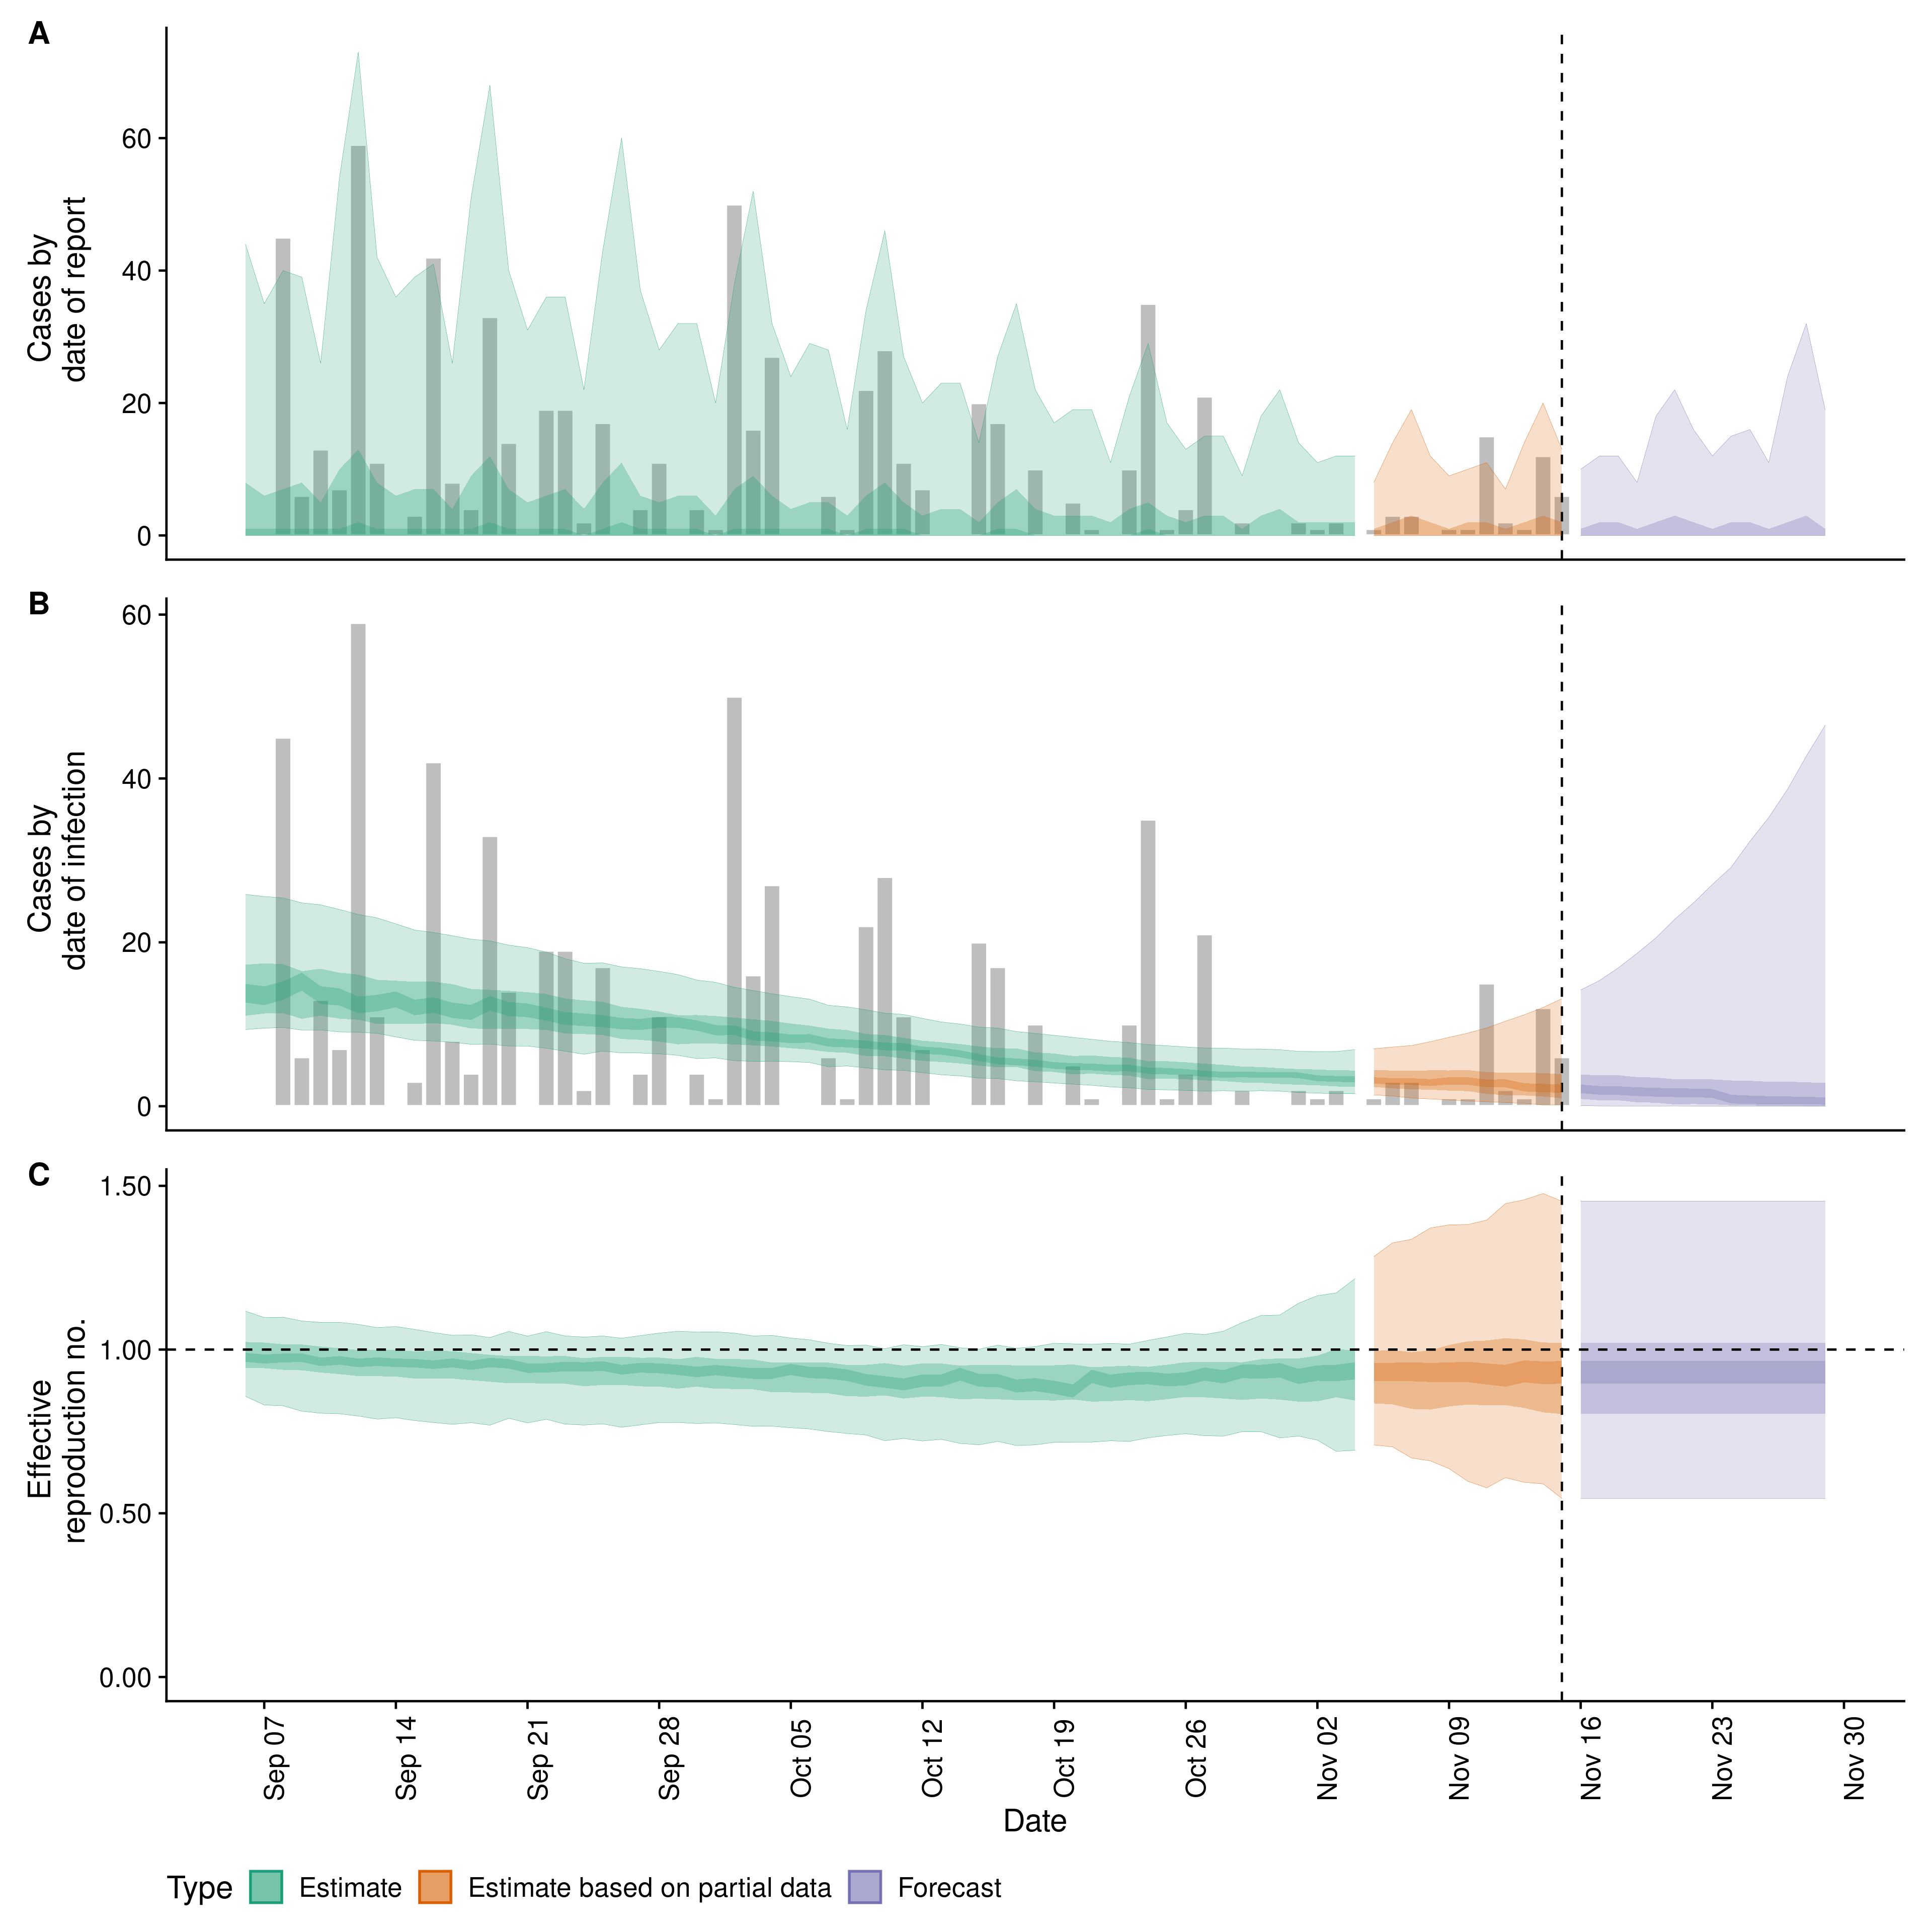 A
Cases by
date of report
60
40
20
0
B
Cases by
date of infection
60
40
20
0
C
Effective
reproduction no.
1.50
1.00
0.50
0.00
Sep 07
Sep 14
Sep 21
Sep 28
Oct 05
Oct 12
Oct 19
Oct 26
Nov 02
Nov 09
Nov 16
Nov 23
Nov 30
Date
Type Estimate Estimate based on partial data Forecast